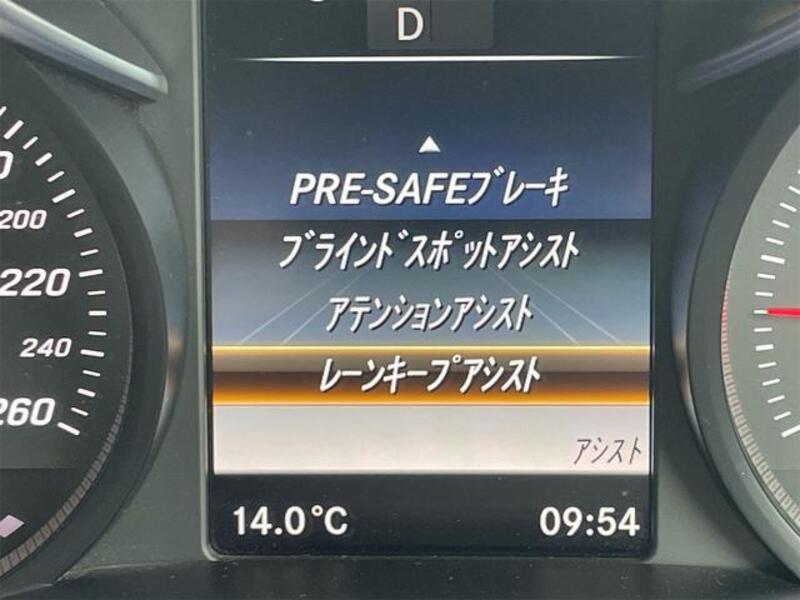 D
PRE-SAFEブレーキ
ブラインドスポットアシスト
アテンションアシスト
レーンキープアシスト
アシスト
14.0°C
09:54
200
220
240
260